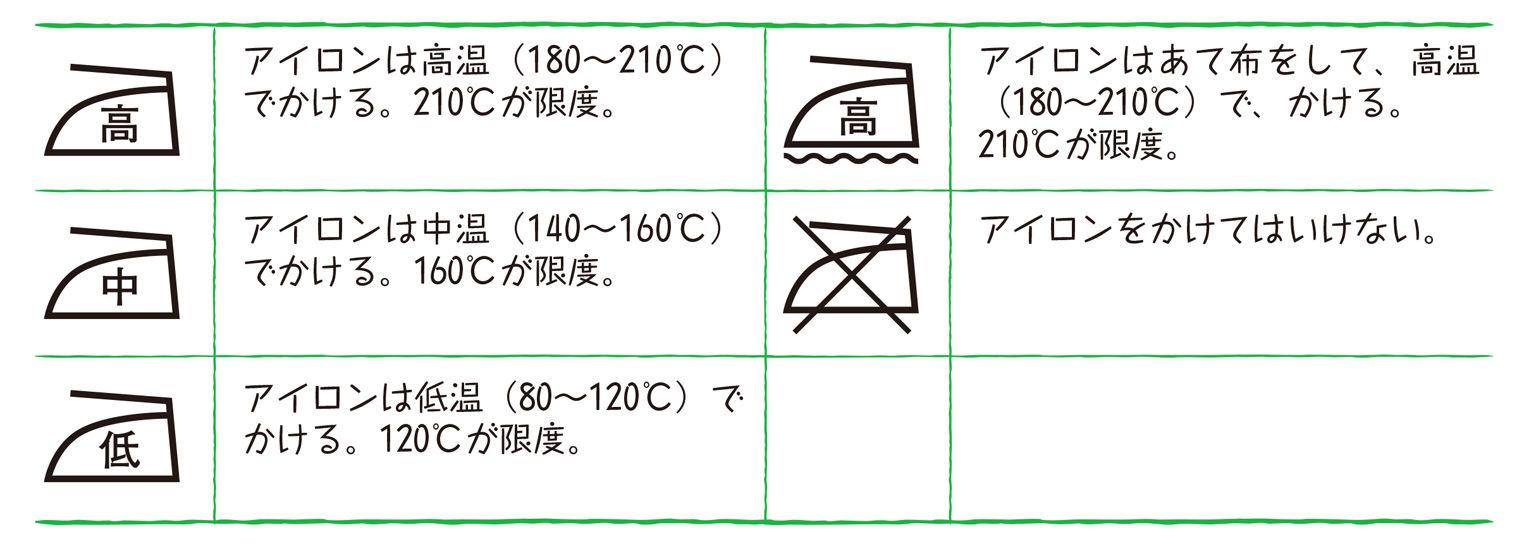 高
アイロンは高温（180〜210℃）
でかける。210℃が限度。
高
アイロンはあて布をして、高温
（180〜210℃）で、かける。
210℃が限度。
中
アイロンは中温（140〜160℃）
でかける。160℃が限度。
アイロンをかけてはいけない。
低
アイロンは低温（80〜120℃）で
かける。120℃が限度。